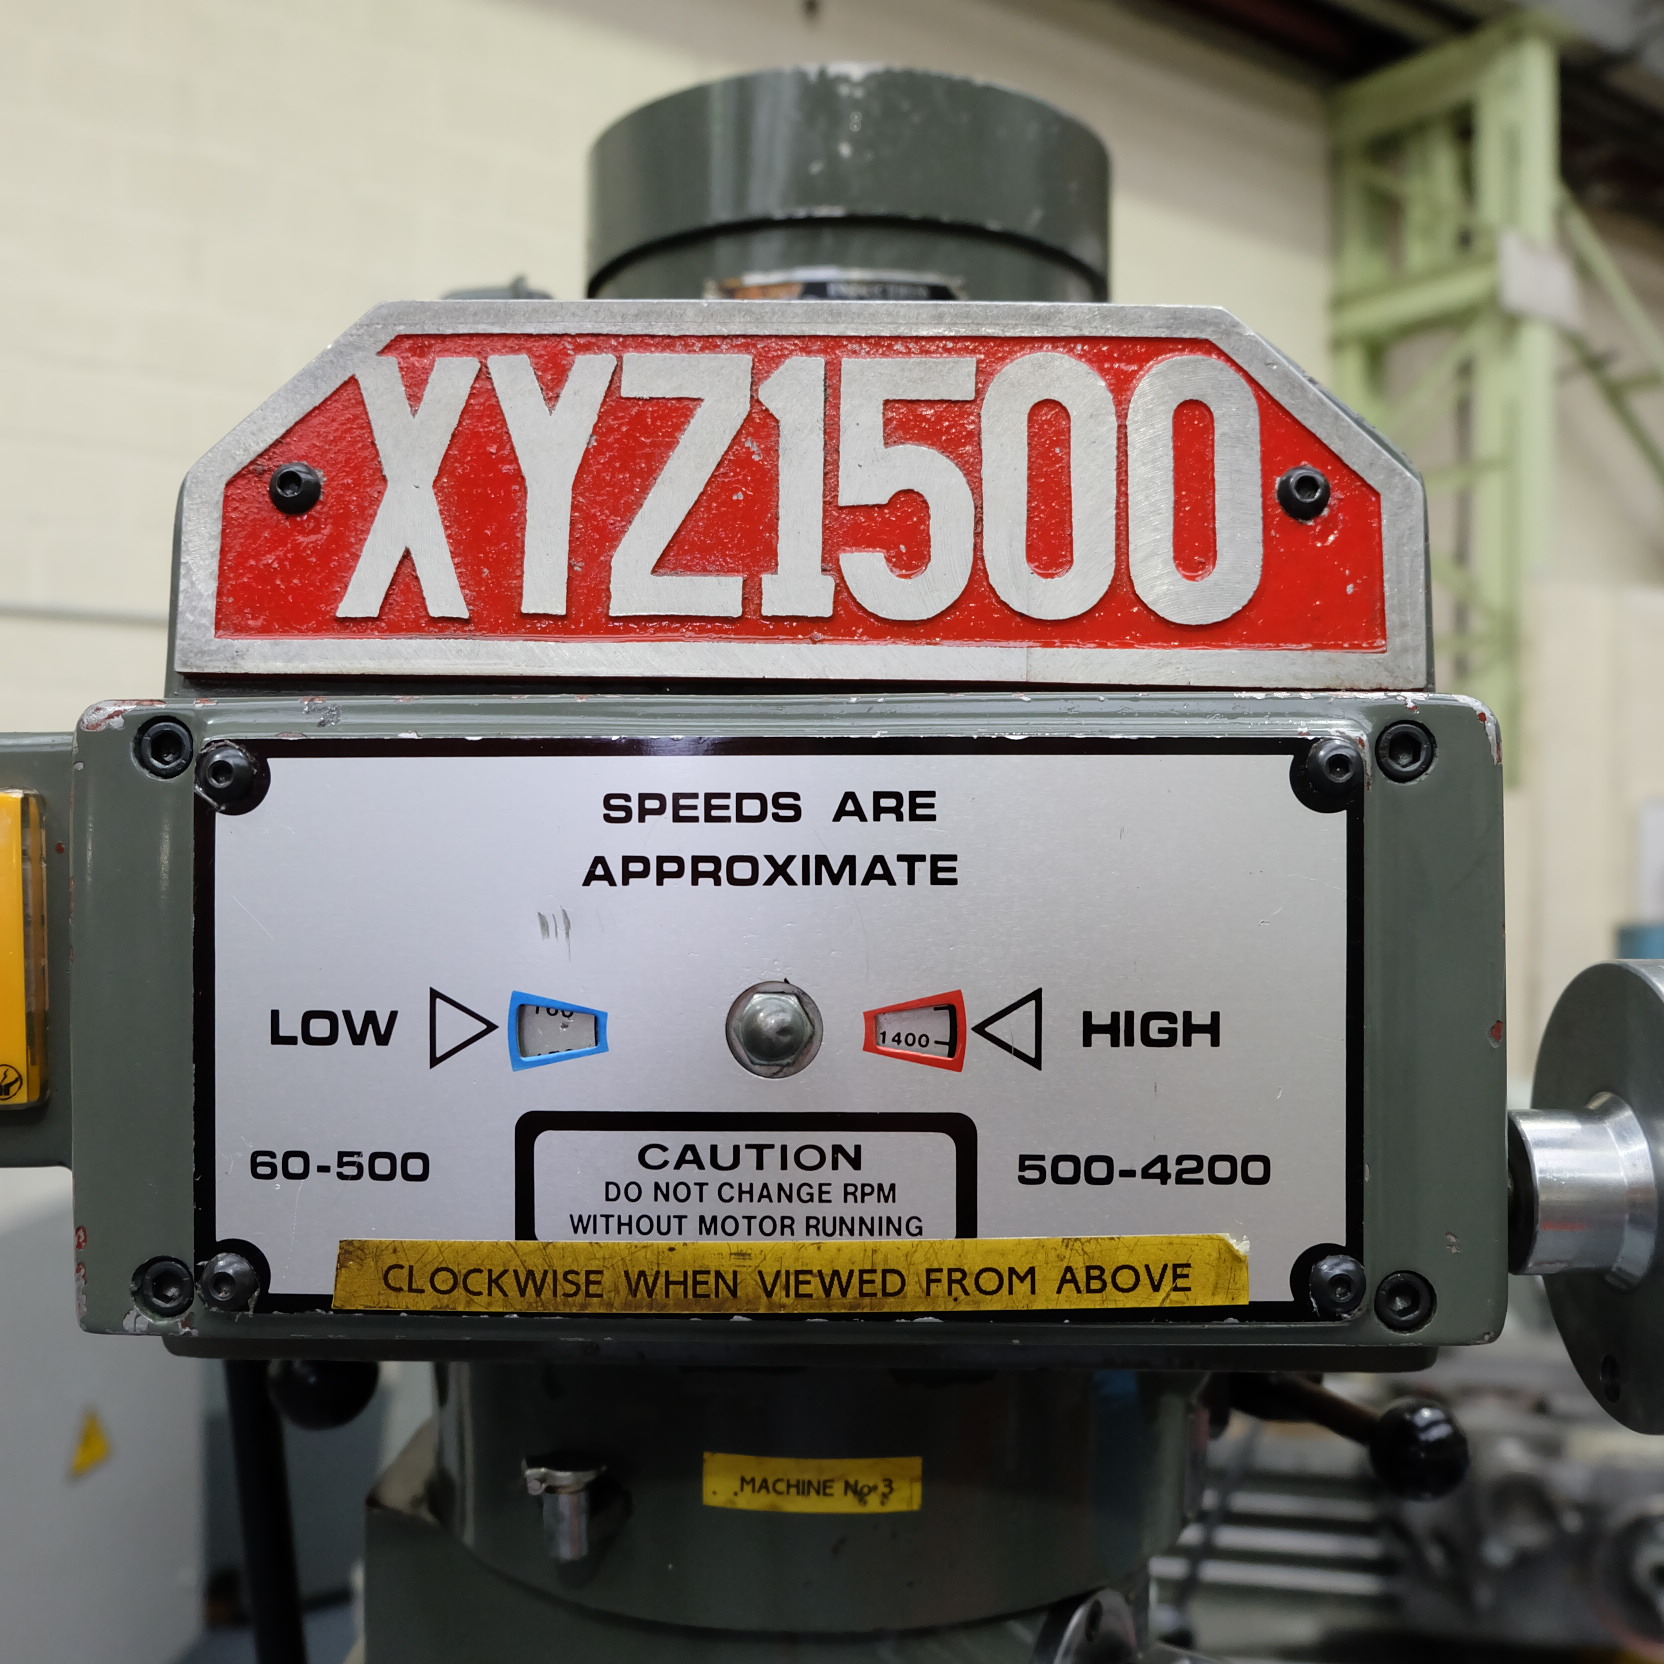 INDUCTION
XYZ1500
SPEEDS ARE
APPROXIMATE
LOW
1400
HIGH
60-500
500-4200
CAUTION
DO NOT CHANGE RPM
WITHOUT MOTOR RUNNING
CLOCKWISE WHEN VIEWED FROM ABOVE
MACHINE No 3